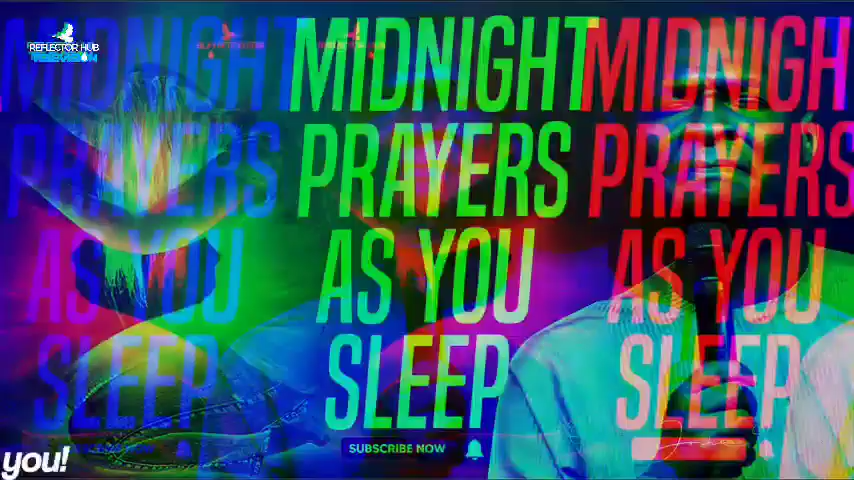 REFLECTOR HUB
TELEVISION
MIDNIGHT MIDNIGHT MIDNIGH
PRAYERS PRAYERS PRAYERS
AS YOU AS YOU AS YOU
SLEEP SLEEP SLEEP
SUBSCRIBE NOW
you!